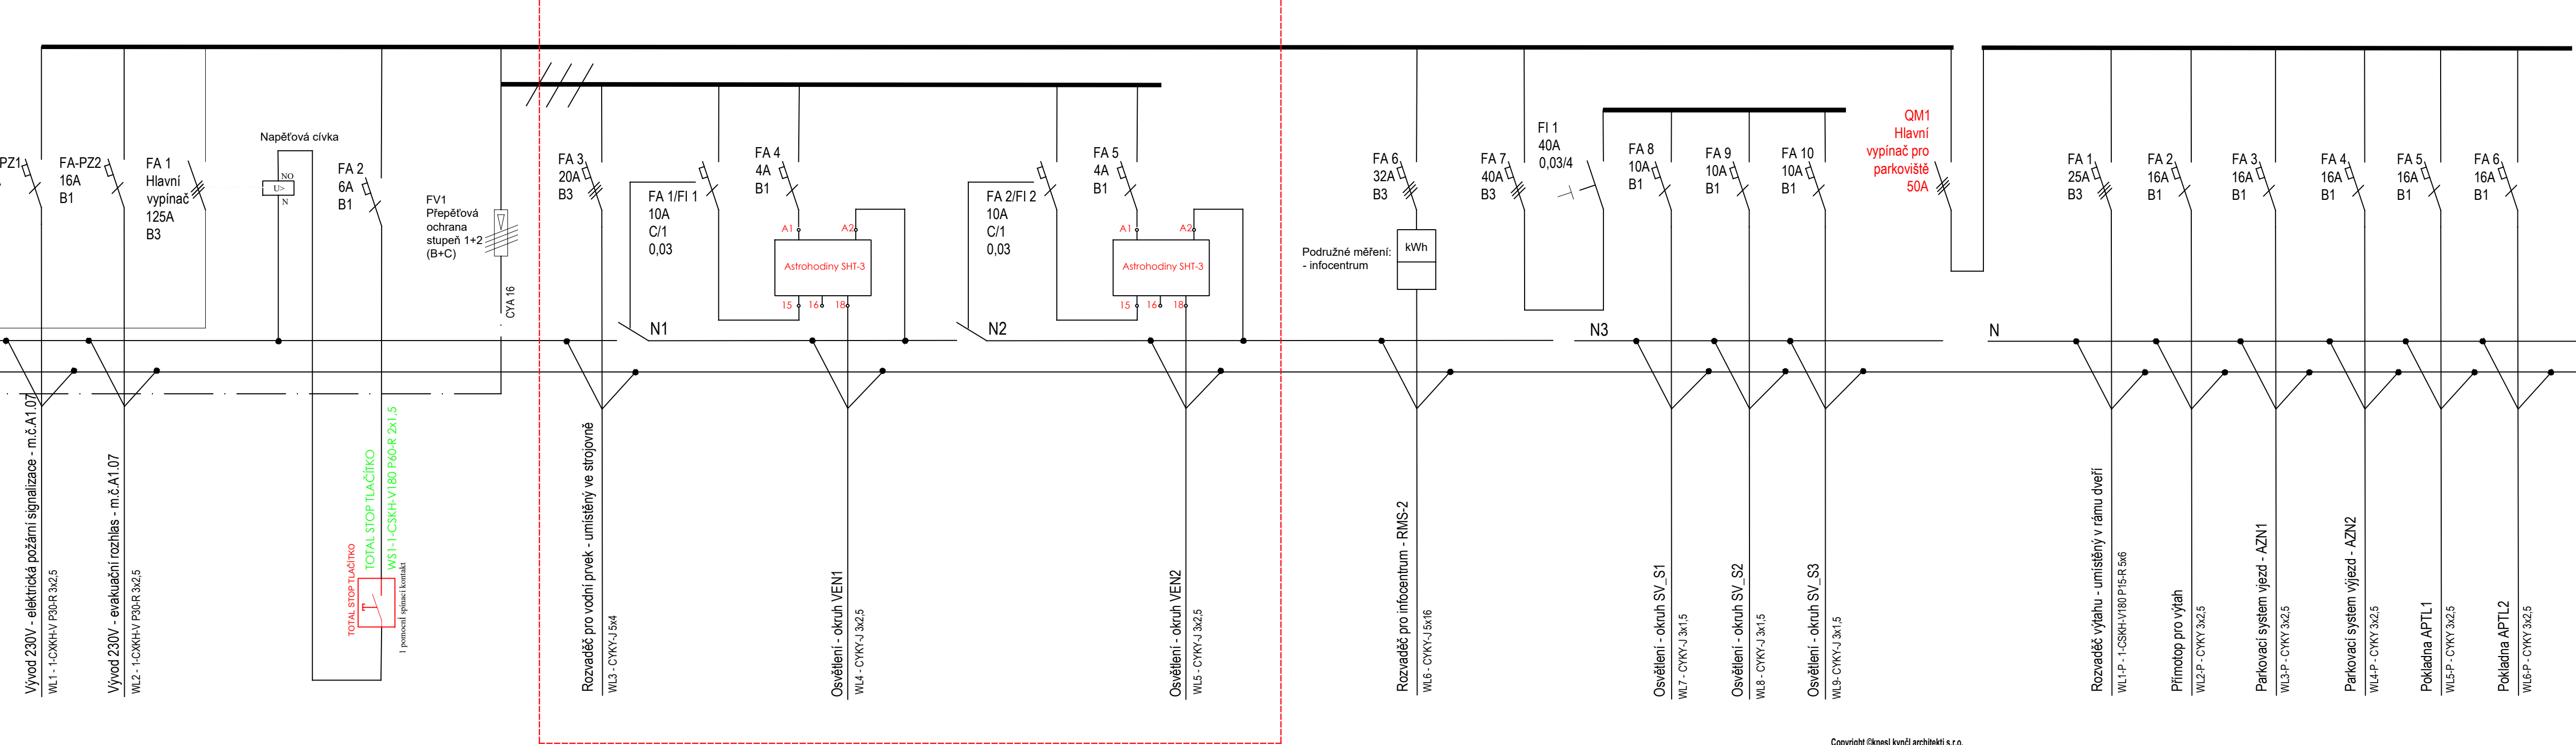 PZ1
FA-PZ2
16A
B1
FA 1
Hlavní
vypínač
125A
B3
Napěťová cívka
NO
U>
N
FA 2
6A
B1
FV1
Přepěťová
ochrana
stupeň 1+2
(B+C)
CYA 16
FA 3
20A
B3
FA 1/FI 1
10A
C/1
0,03
FA 4
4A
B1
A1
A2
Astrohodiny SHT-3
15
16
18
N1
FA 2/FI 2
10A
C/1
0,03
FA 5
4A
B1
A1
A2
Astrohodiny SHT-3
15
16
18
N2
FA 6
32A
B3
Podružné měření:
- infocentrum
kWh
FA 7
40A
B3
FI 1
40A
0,03/4
N3
FA 8
10A
B1
FA 9
10A
B1
FA 10
10A
B1
QM1
Hlavní
vypínač pro
parkoviště
50A
N
FA 1
25A
B3
FA 2
16A
B1
FA 3
16A
B1
FA 4
16A
B1
FA 5
16A
B1
FA 6
16A
B1
Vývod 230V - elektrická požární signalizace - m.č.A1.07
WL1 - 1-CXKH-V P30-R 3x2,5
Vývod 230V - evakuační rozhlas - m.č.A1.07
WL2 - 1-CXKH-V P30-R 3x2,5
TOTAL STOP TLAČÍTKO
TOTAL STOP TLAČÍTKO
WS1-1-CSKH-V180 P60-R 2x1,5
1 pomocní spínací kontakt
Rozvaděč pro vodní prvek - umístěný ve strojovně
WL3 - CYKY-J 5x4
Osvětlení - okruh VEN1
WL4 - CYKY-J 3x2,5
Osvětlení - okruh VEN2
WL5 - CYKY-J 3x2,5
Rozvaděč pro infocentrum - RMS-2
WL6 - CYKY-J 5x16
Osvětlení - okruh SV_S1
WL7 - CYKY-J 3x1,5
Osvětlení - okruh SV_S2
WL8 - CYKY-J 3x1,5
Osvětlení - okruh SV_S3
WL9- CYKY-J 3x1,5
Rozvaděč výtahu - umístěný v rámu dveří
WL1-P - 1-CSKH-V180 P15-R 5x6
Přímotop pro výtah
WL2-P - CYKY 3x2,5
Parkovací system vjezd - AZN1
WL3-P - CYKY 3x2,5
Parkovací system výjezd - AZN2
WL4-P - CYKY 3x2,5
Pokladna APTL1
WL5-P - CYKY 3x2,5
Pokladna APTL2
WL6-P - CYKY 3x2,5
Copyright ©knesl kynčl architekti s.r.o.